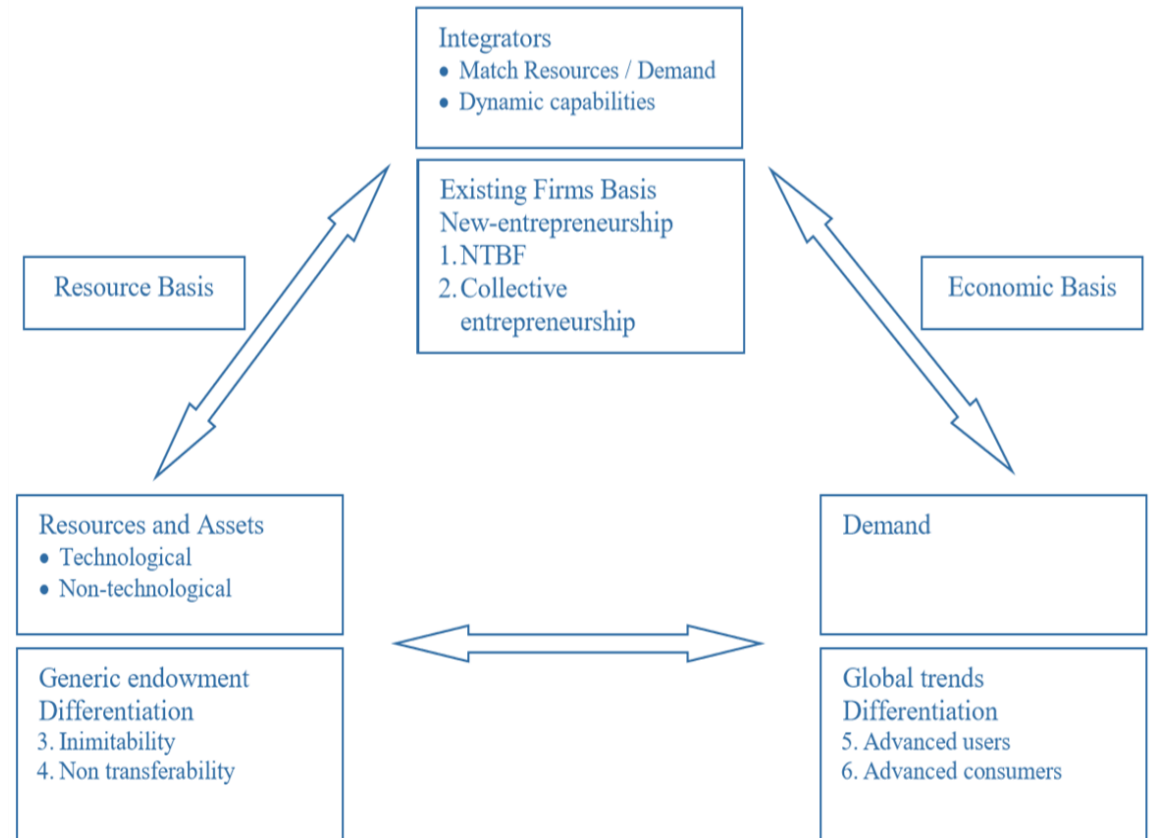 Integrators
• Match Resources / Demand
• Dynamic capabilities
Existing Firms Basis
New-entrepreneurship
1. NTBF
2. Collective
entrepreneurship
Resource Basis
Economic Basis
Resources and Assets
• Technological
• Non-technological
Demand
Generic endowment
Differentiation
3. Inimitability
4. Non transferability
Global trends
Differentiation
5. Advanced users
6. Advanced consumers